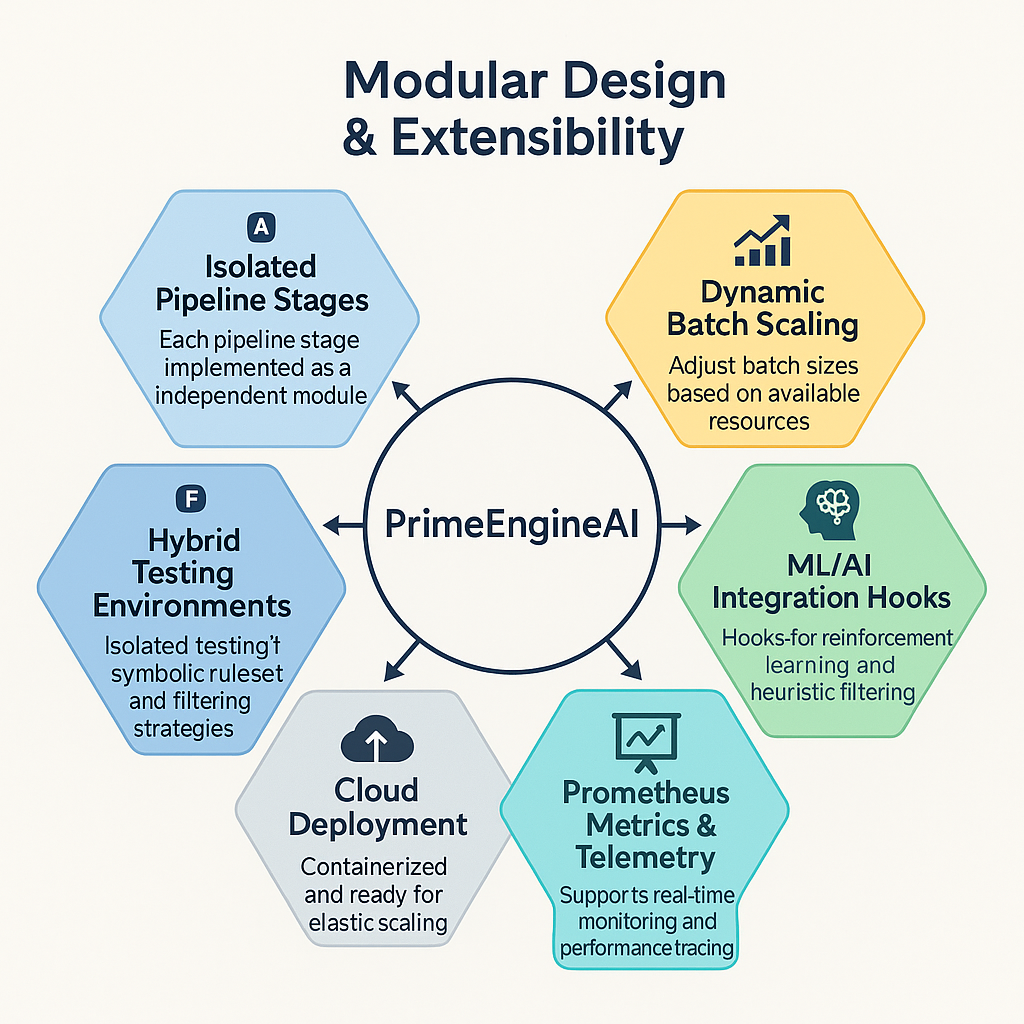 Modular Design
& Extensibility
A
Isolated
Pipeline Stages
Each pipeline stage
implemented as a
independent module
Dynamic
Batch Scaling
Adjust batch sizes
based on available
resources
F
Hybrid
Testing
Environments
Isolated testing't
symbolic ruleset
and filtering
strategies
PrimeEngineAI
ML/AI
Integration Hooks
Hooks-for reinforcement
learning and
heuristic filtering
Cloud
Deployment
Containerized
and ready for
elastic scaling
Prometheus
Metrics &
Telemetry
Supports real-time
monitoring and
performance tracing